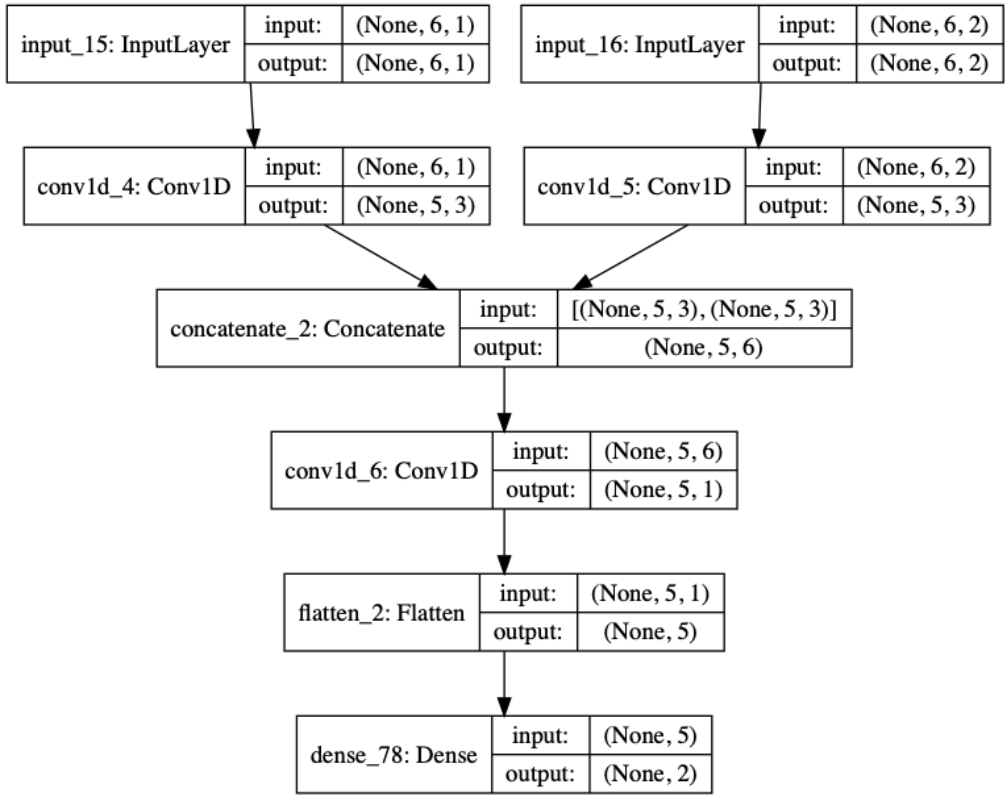 input_15: InputLayer input: (None, 6, 1)
output: (None, 6, 1)
input_16: InputLayer input: (None, 6, 2)
output: (None, 6, 2)
conv1d_4: Conv1D input: (None, 6, 1)
output: (None, 5, 3)
conv1d_5: Conv1D input: (None, 6, 2)
output: (None, 5, 3)
concatenate_2: Concatenate input: [(None, 5, 3), (None, 5, 3)]
output: (None, 5, 6)
conv1d_6: Conv1D input: (None, 5, 6)
output: (None, 5, 1)
flatten_2: Flatten input: (None, 5, 1)
output: (None, 5)
dense_78: Dense input: (None, 5)
output: (None, 2)